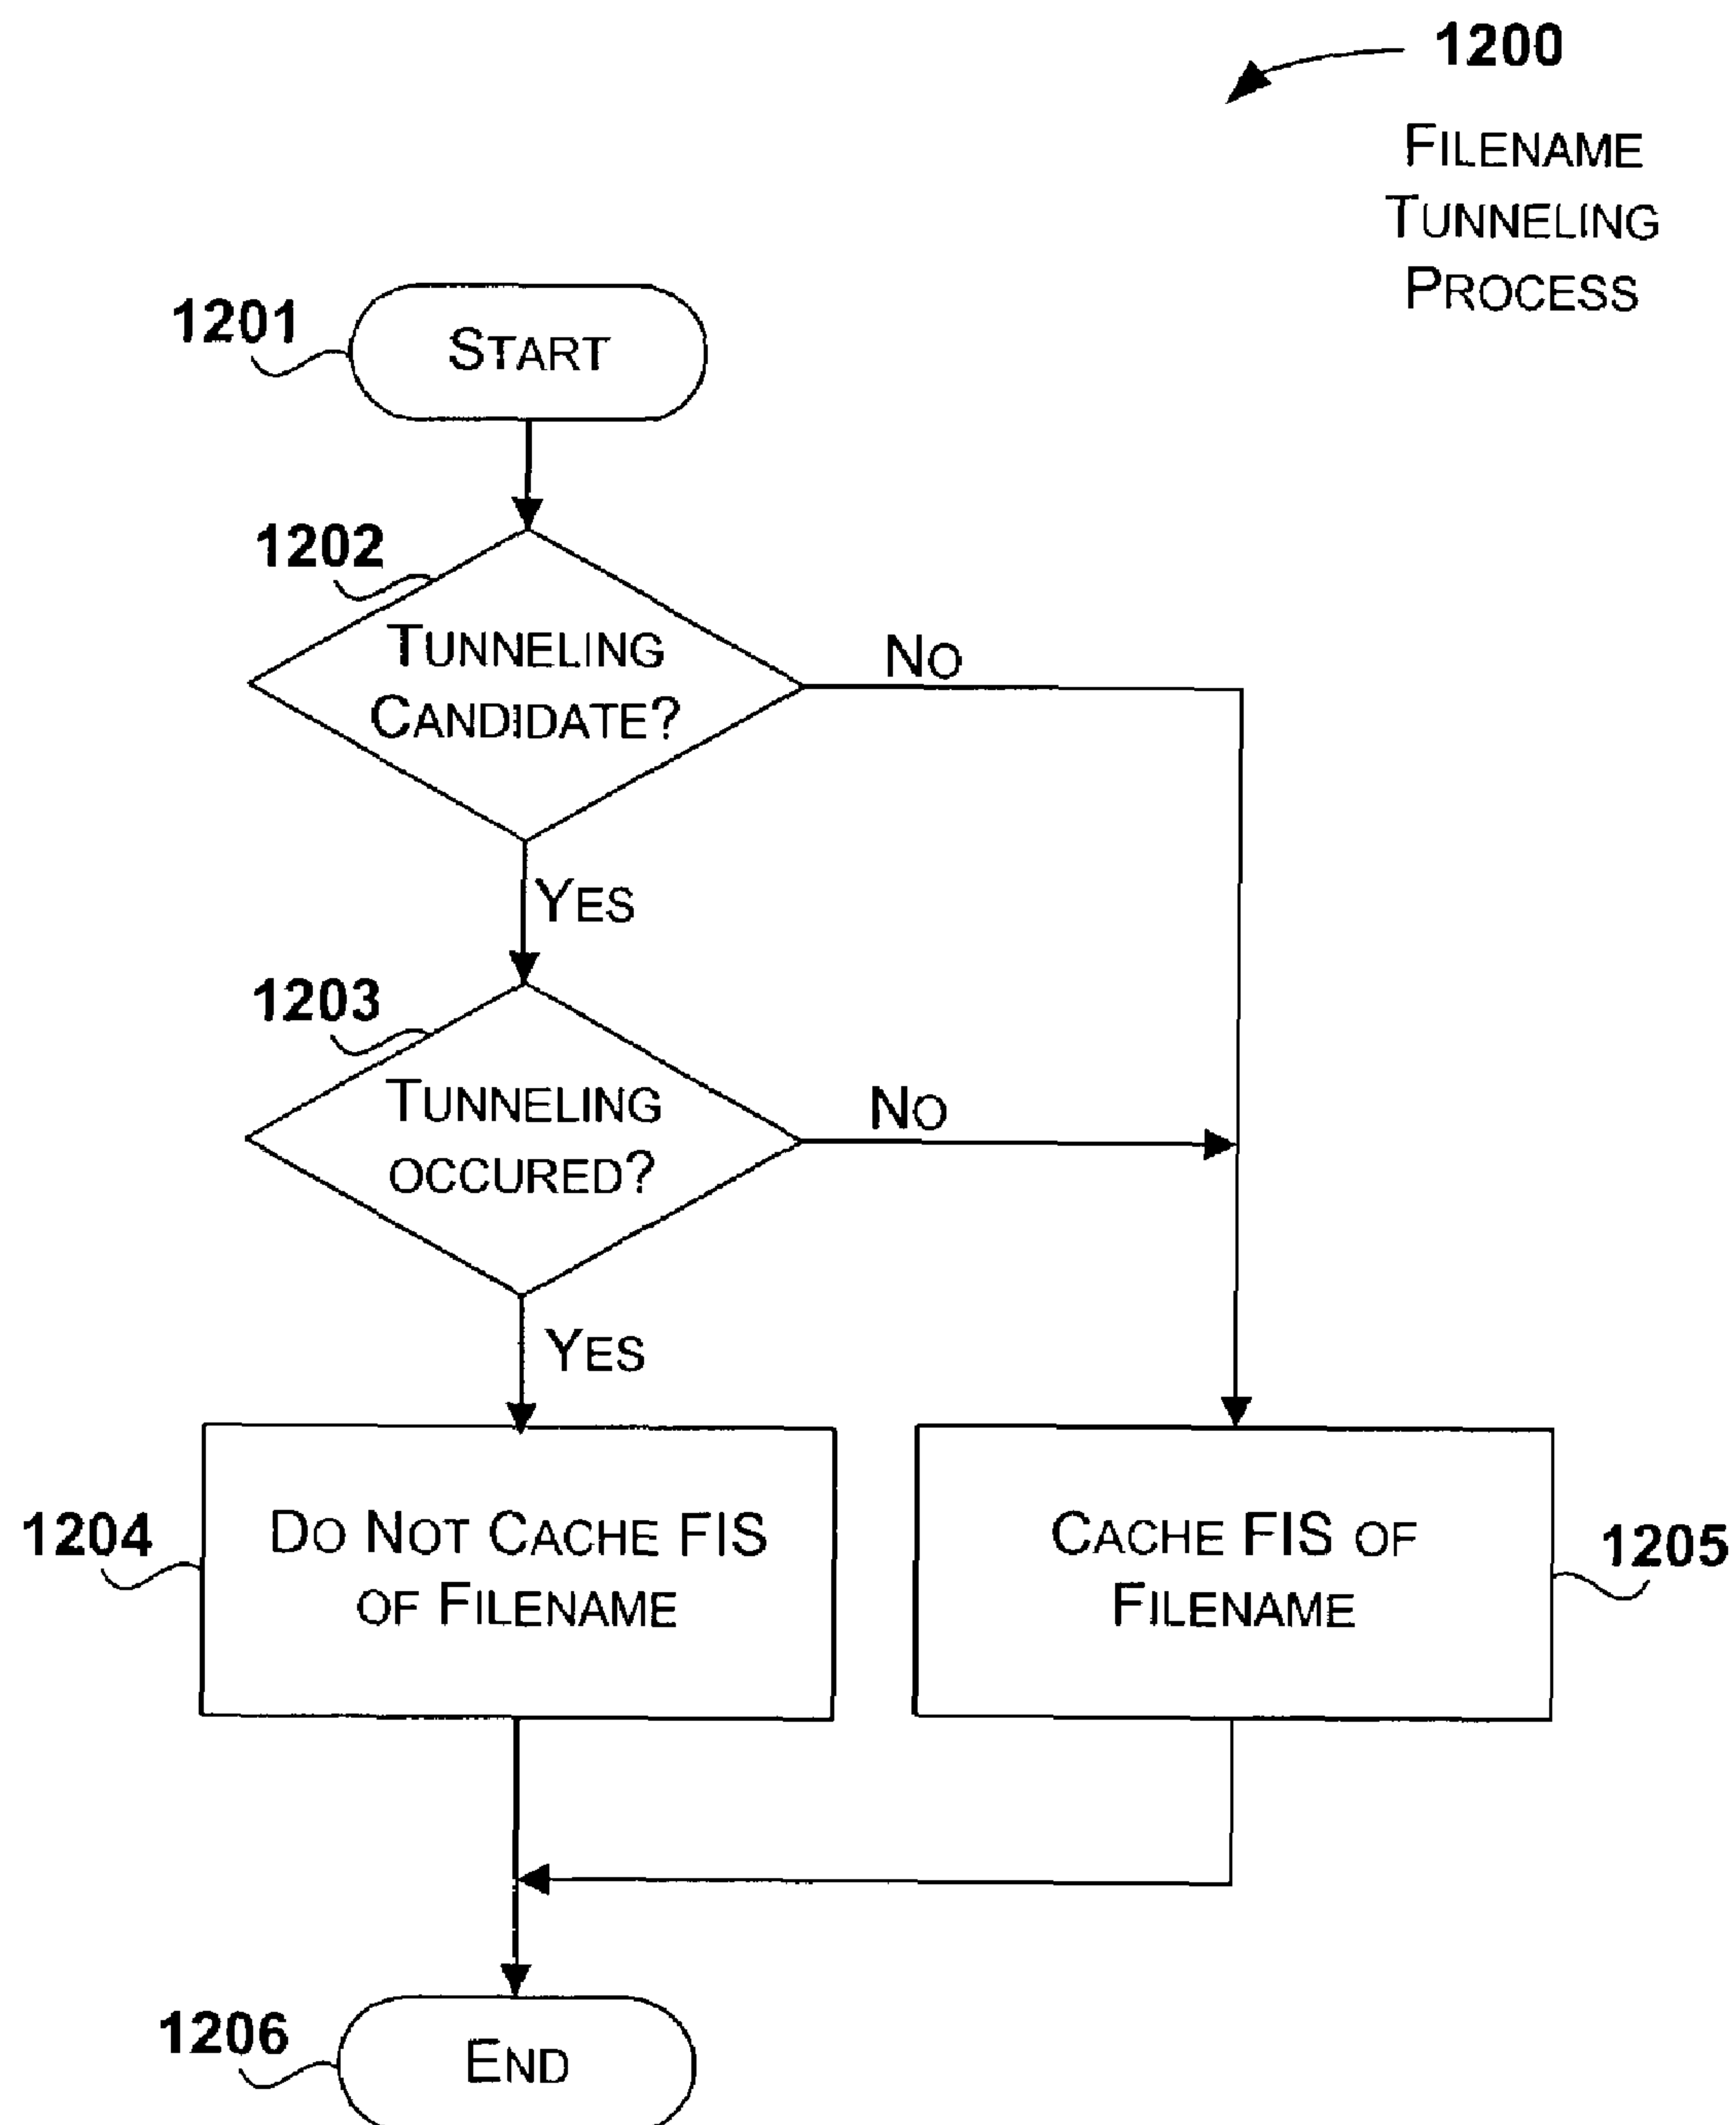 1200
FILENAME
TUNNELING
PROCESS
1201
START
1202
TUNNELING
CANDIDATE?
NO
YES
1203
TUNNELING
OCCURED?
NO
YES
1204
DO NOT CACHE FIS
OF FILENAME
CACHE FIS OF
FILENAME
1205
1206
END